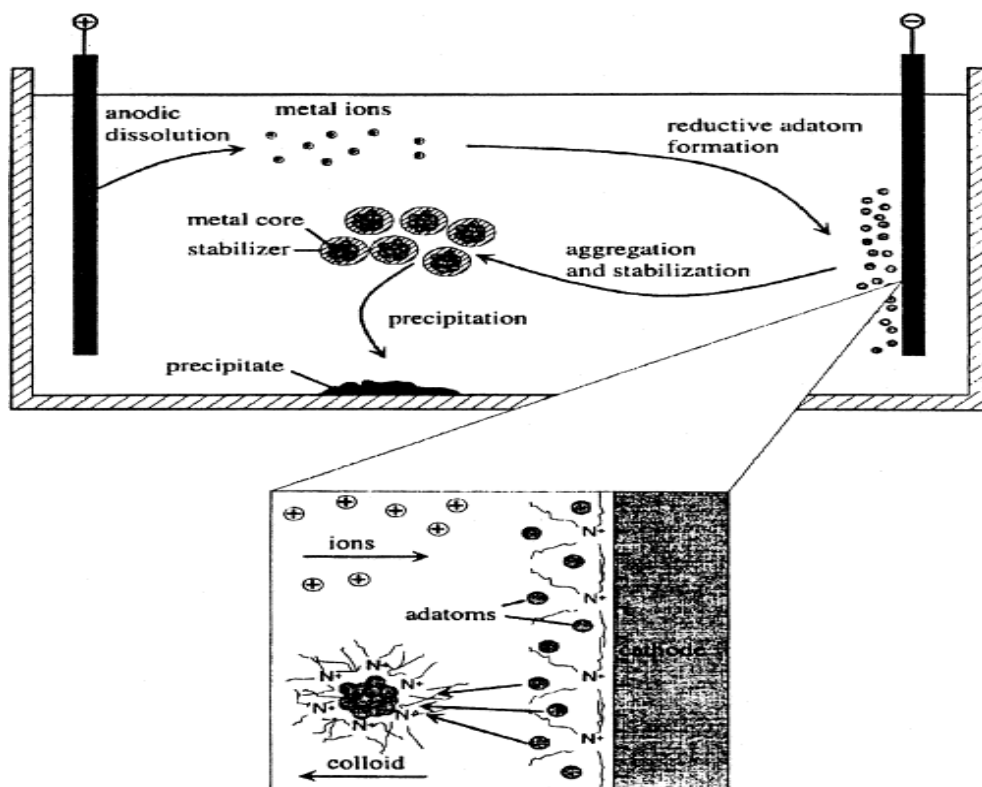 +
−
metal ions
anodic
dissolution
reductive adatom
formation
metal core
stabilizer
aggregation
and stabilization
precipitation
precipitate
+ + + + +
ions
+ +
adatoms
cathode
N+
N+
N+
N+
N+
N+
N+
N+
N+
N+
colloid